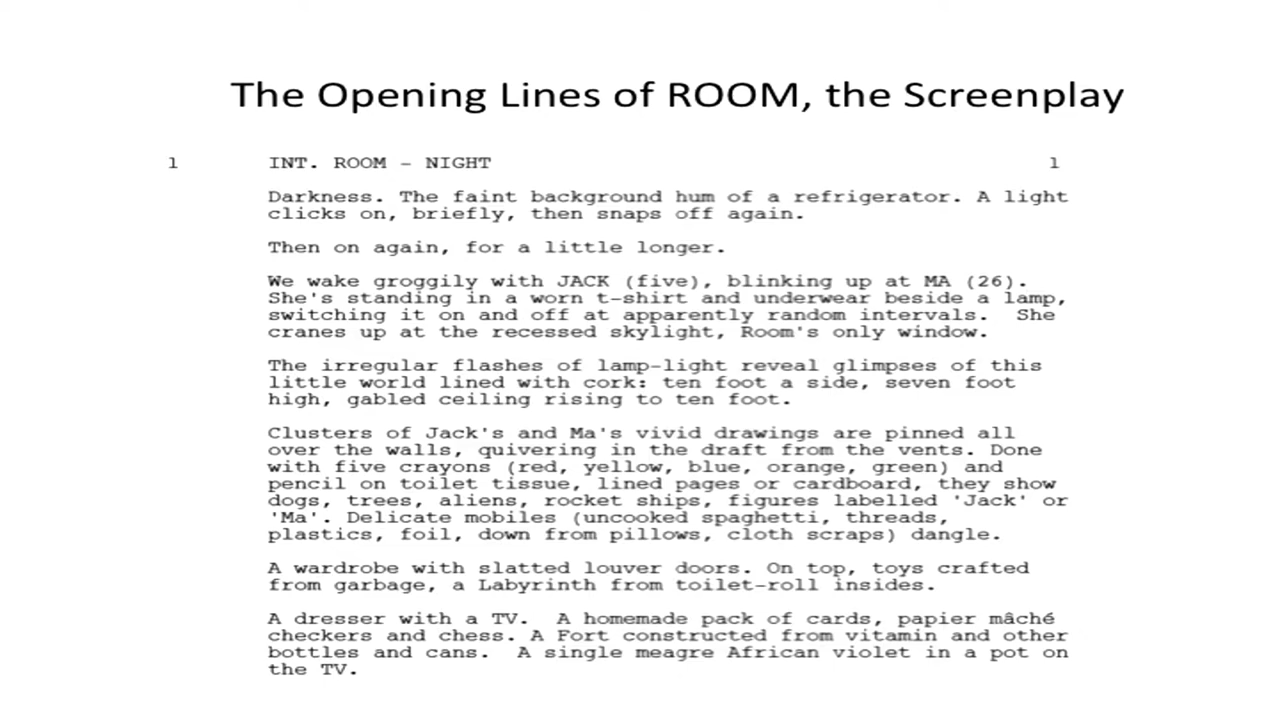 The Opening Lines of ROOM, the Screenplay
1 INT. ROOM – NIGHT 1
Darkness. The faint background hum of a refrigerator. A light
clicks on, briefly, then snaps off again.
Then on again, for a little longer.
We wake groggily with JACK (five), blinking up at MA (26).
She's standing in a worn t-shirt and underwear beside a lamp,
switching it on and off at apparently random intervals. She
cranes up at the recessed skylight, Room's only window.
The irregular flashes of lamp-light reveal glimpses of this
little world lined with cork: ten foot a side, seven foot
high, gabled ceiling rising to ten foot.
Clusters of Jack's and Ma's vivid drawings are pinned all
over the walls, quivering in the draft from the vents. Done
with five crayons (red, yellow, blue, orange, green) and
pencil on toilet tissue, lined pages or cardboard, they show
dogs, trees, aliens, rocket ships, figures labelled 'Jack' or
'Ma'. Delicate mobiles (uncooked spaghetti, threads,
plastics, foil, down from pillows, cloth scraps) dangle.
A wardrobe with slatted louver doors. On top, toys crafted
from garbage, a Labyrinth from toilet-roll insides.
A dresser with a TV. A homemade pack of cards, papier mâché
checkers and chess. A Fort constructed from vitamin and other
bottles and cans. A single meagre African violet in a pot on
the TV.